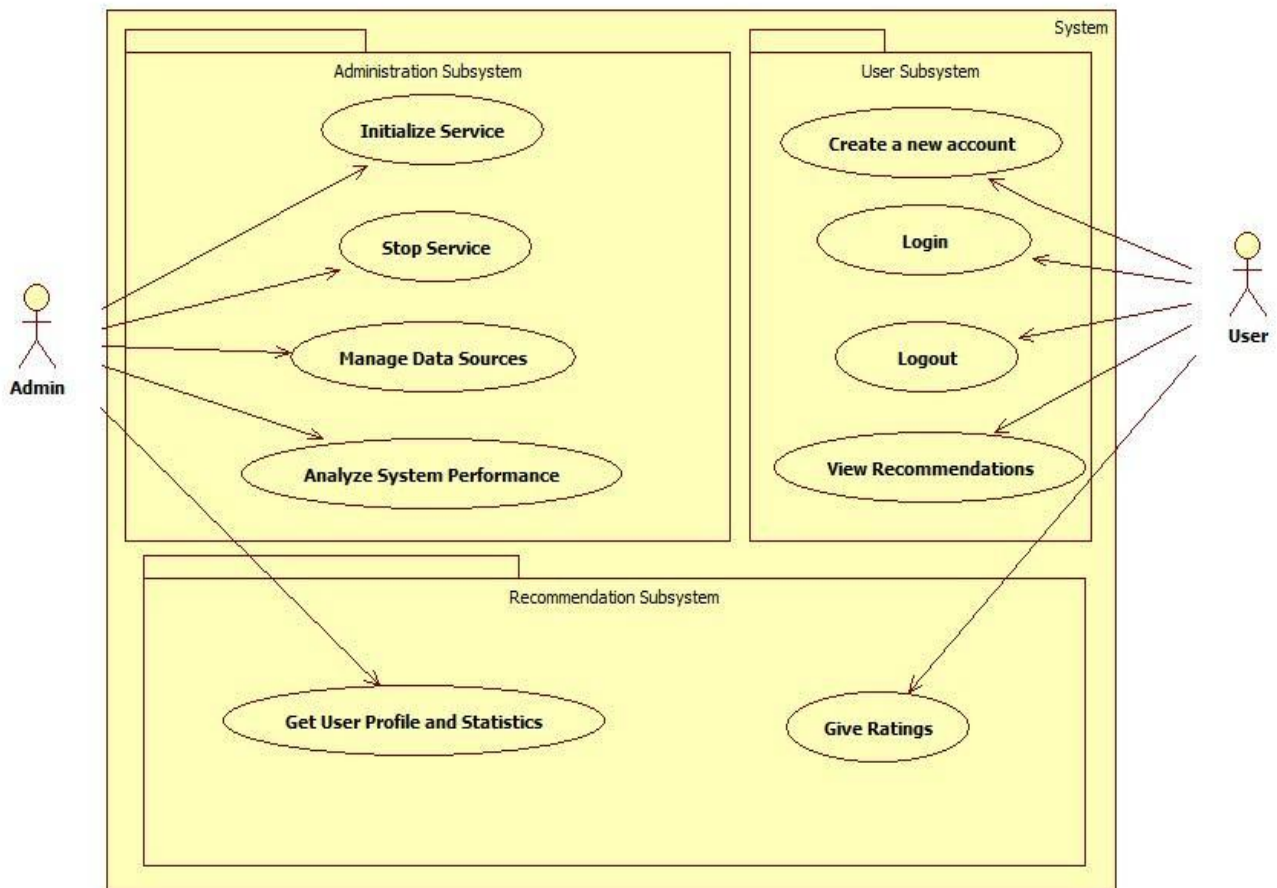 System
Administration Subsystem
User Subsystem
Initialize Service
Create a new account
Stop Service
Login
Admin
User
Manage Data Sources
Logout
Analyze System Performance
View Recommendations
Recommendation Subsystem
Get User Profile and Statistics
Give Ratings